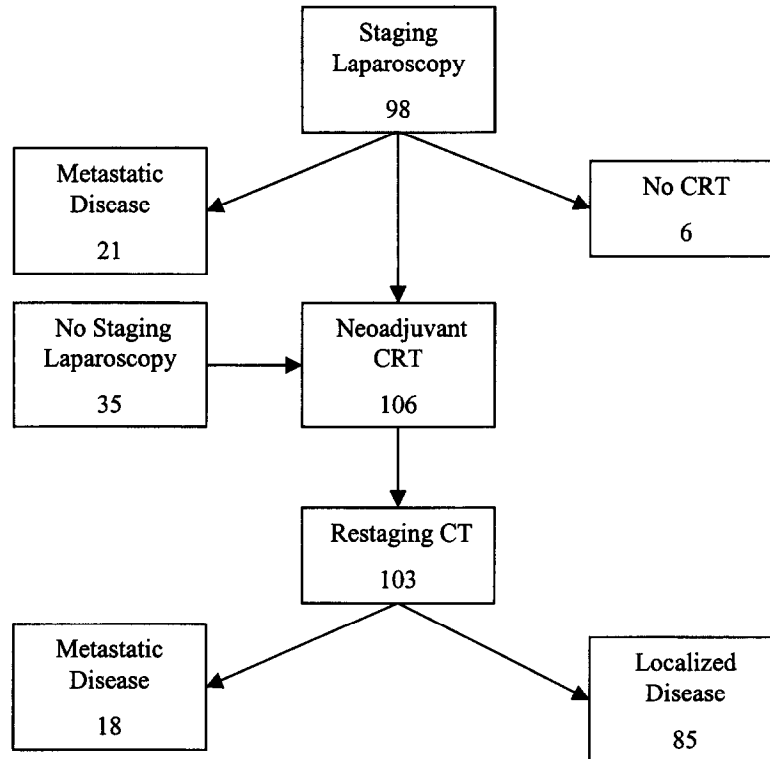 Staging
Laparoscopy
98
Metastatic
Disease
21
No CRT
6
No Staging
Laparoscopy
35
Neoadjuvant
CRT
106
Restaging CT
103
Metastatic
Disease
18
Localized
Disease
85